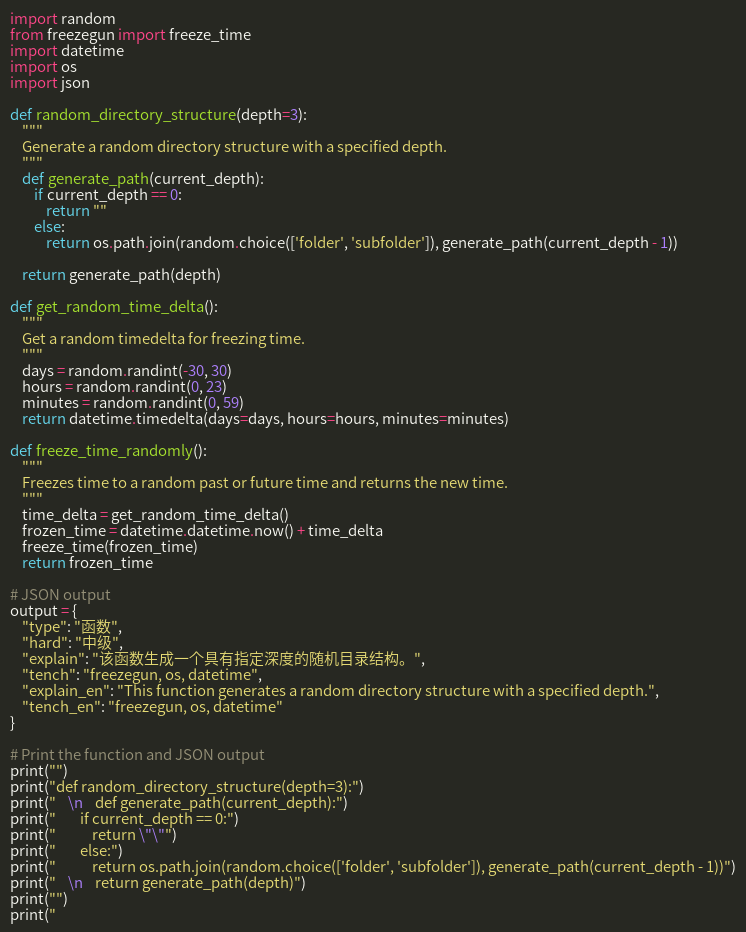 import random
from freezegun import freeze_time
import datetime
import os
import json

def random_directory_structure(depth=3):
    """
    Generate a random directory structure with a specified depth.
    """
    def generate_path(current_depth):
        if current_depth == 0:
            return ""
        else:
            return os.path.join(random.choice(['folder', 'subfolder']), generate_path(current_depth - 1))

    return generate_path(depth)

def get_random_time_delta():
    """
    Get a random timedelta for freezing time.
    """
    days = random.randint(-30, 30)
    hours = random.randint(0, 23)
    minutes = random.randint(0, 59)
    return datetime.timedelta(days=days, hours=hours, minutes=minutes)

def freeze_time_randomly():
    """
    Freezes time to a random past or future time and returns the new time.
    """
    time_delta = get_random_time_delta()
    frozen_time = datetime.datetime.now() + time_delta
    freeze_time(frozen_time)
    return frozen_time

# JSON output
output = {
    "type": "函数",
    "hard": "中级",
    "explain": "该函数生成一个具有指定深度的随机目录结构。",
    "tench": "freezegun, os, datetime",
    "explain_en": "This function generates a random directory structure with a specified depth.",
    "tench_en": "freezegun, os, datetime"
}

# Print the function and JSON output
print("")
print("def random_directory_structure(depth=3):")
print("    \n    def generate_path(current_depth):")
print("        if current_depth == 0:")
print("            return \"\"")
print("        else:")
print("            return os.path.join(random.choice(['folder', 'subfolder']), generate_path(current_depth - 1))")
print("    \n    return generate_path(depth)")
print("")
print("